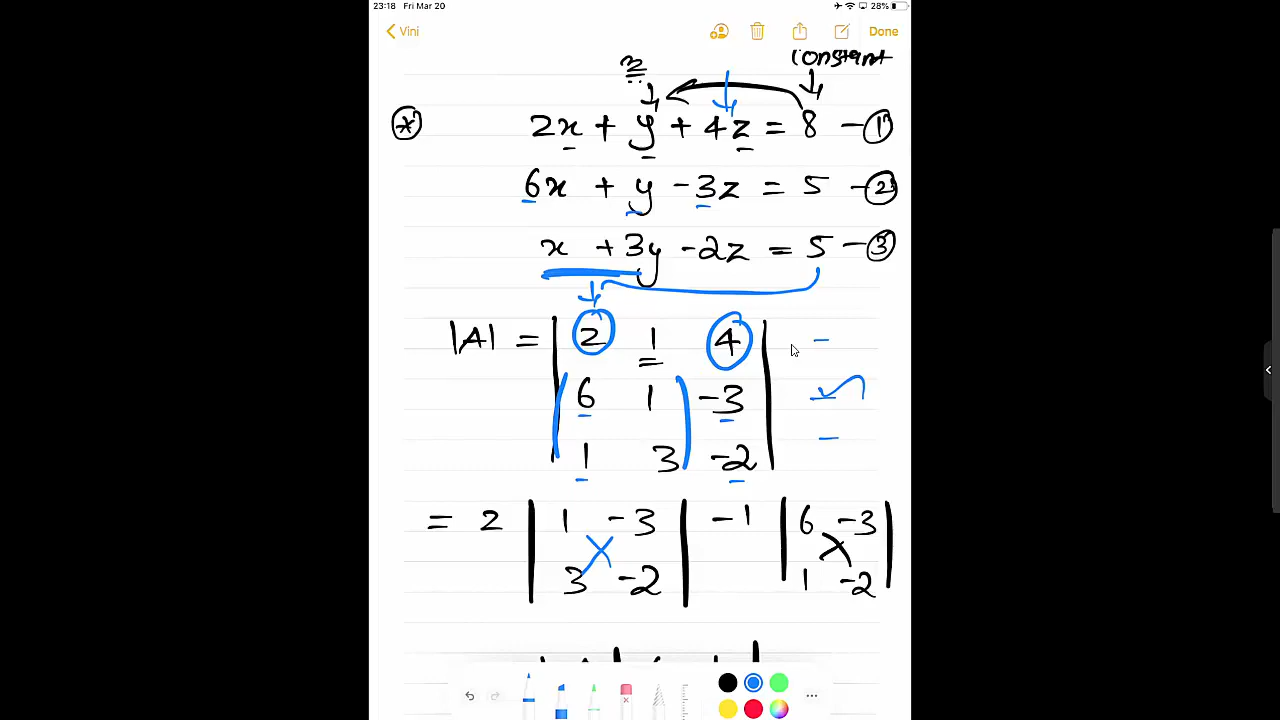 23:18 Fri Mar 20 28%
Vini Done
constant
2x + y + 4z = 8 - ①
6x + y - 3z = 5 - ②
x + 3y - 2z = 5 - ③
|A| = | 2 1 4 |
| 6 1 -3 |
| 1 3 -2 |
= 2 | 1 -3 | - 1 | 6 -3 |
| 3 -2 | | 1 -2 |